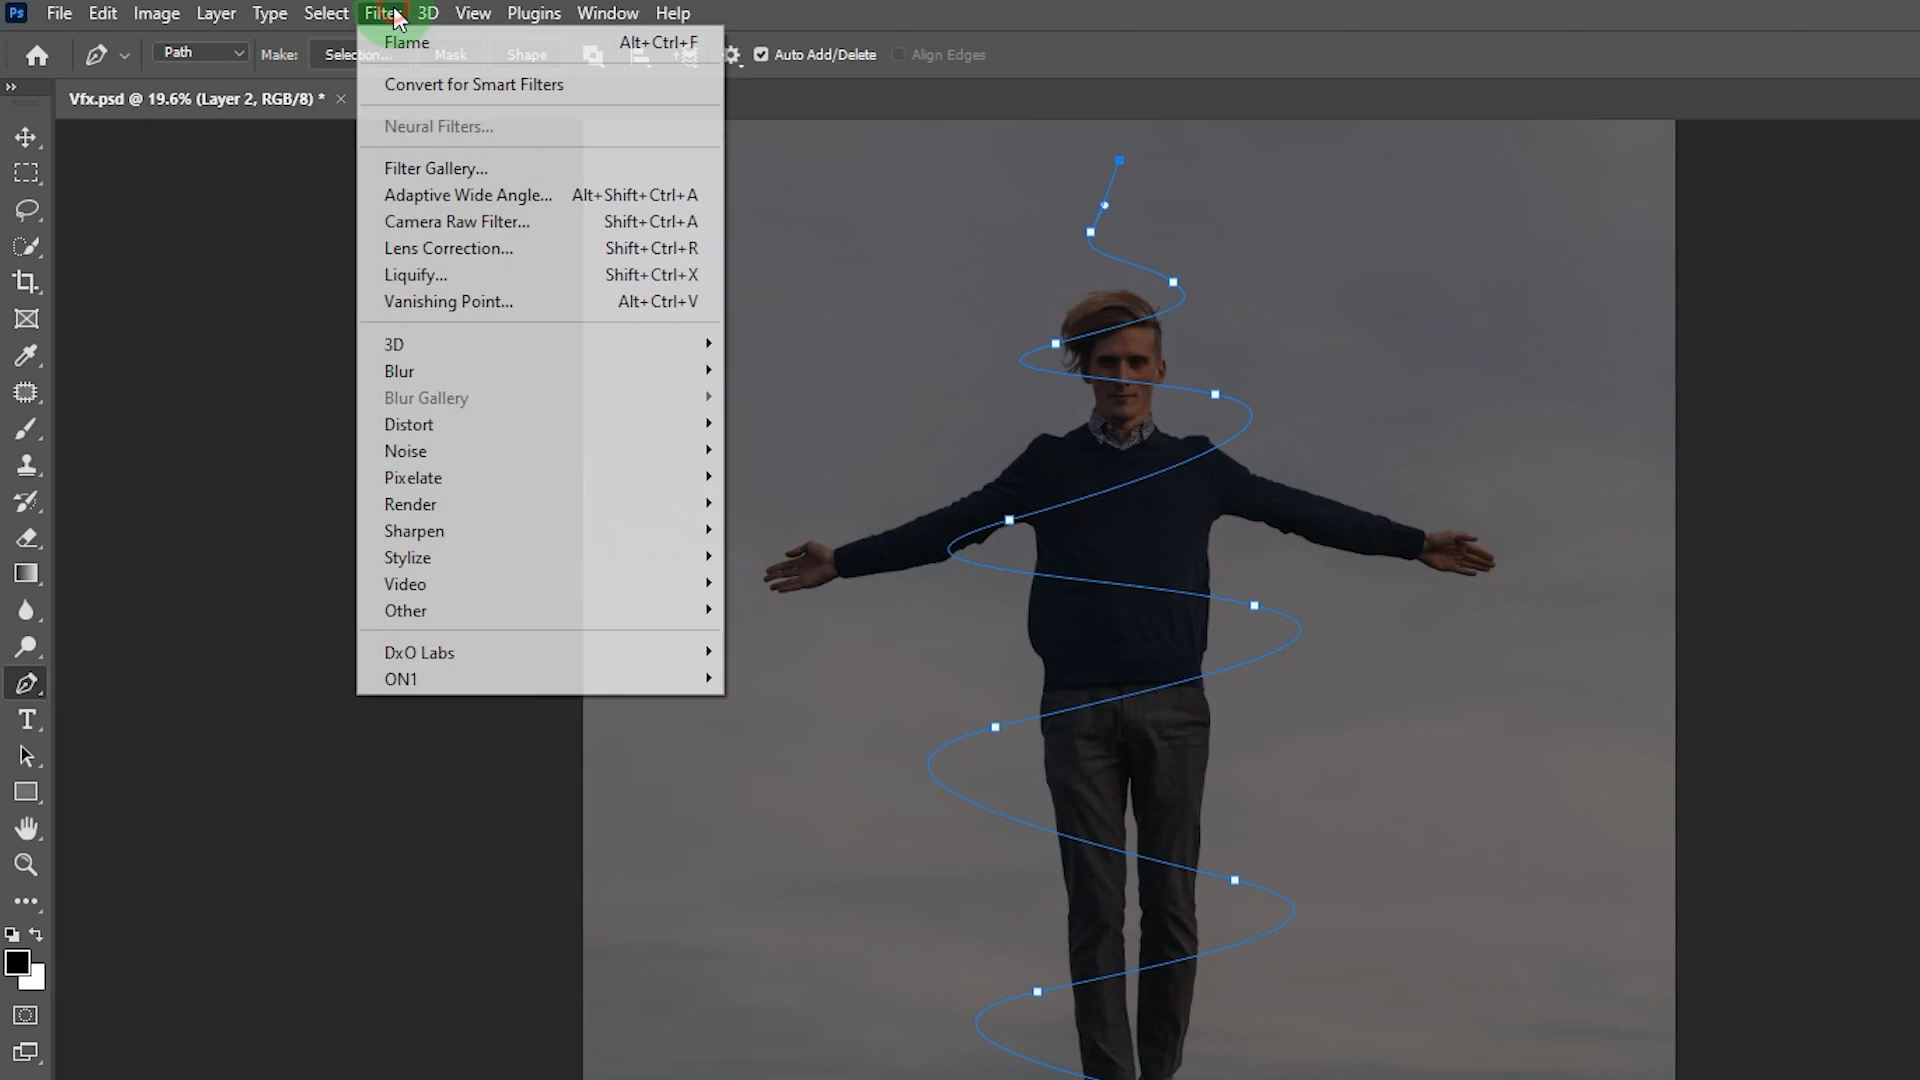 Ps File Edit Image Layer Type Select Filter 3D View Plugins Window Help
Path Make: Selection... Mask Shape Auto Add/Delete Align Edges
Vfx.psd @ 19.6% (Layer 2, RGB/8) *
Flame Alt+Ctrl+F
Convert for Smart Filters
Neural Filters...
Filter Gallery...
Adaptive Wide Angle... Alt+Shift+Ctrl+A
Camera Raw Filter... Shift+Ctrl+A
Lens Correction... Shift+Ctrl+R
Liquify... Shift+Ctrl+X
Vanishing Point... Alt+Ctrl+V
3D
Blur
Blur Gallery
Distort
Noise
Pixelate
Render
Sharpen
Stylize
Video
Other
DxO Labs
ON1